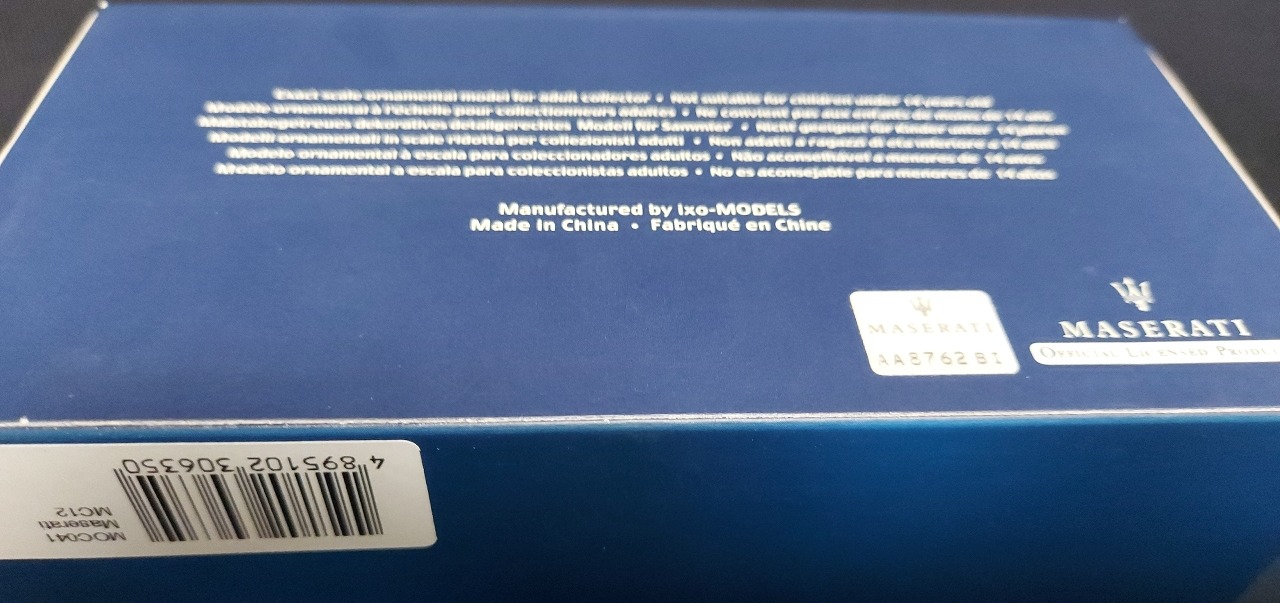 Exact scale ornamental model for adult collector • Not suitable for children under 14 years old
Modèle ornemental à l'échelle pour collectionneurs adultes • Ne convient pas aux enfants de moins de 14 ans
Maßstabsgetreues dekoratives detailgerechtes Modell für Sammler • Nicht geeignet für Kinder unter 14 Jahren
Modelli ornamentali in scala ridotta per collezionisti adulti • Non adatti a ragazzi di età inferiore a 14 anni
Modelo ornamental à escala para coleccionadores adultos • Não aconselhável a menores de 14 anos
Modelo ornamental a escala para coleccionistas adultos • No es aconsejable para menores de 14 años
Manufactured by ixo-MODELS
Made in China • Fabriqué en Chine
MASERATI
AA8762BI
MASERATI
OFFICIAL LICENSED PRODUC
4 895102 306350
MOC041
Maserati
MC12